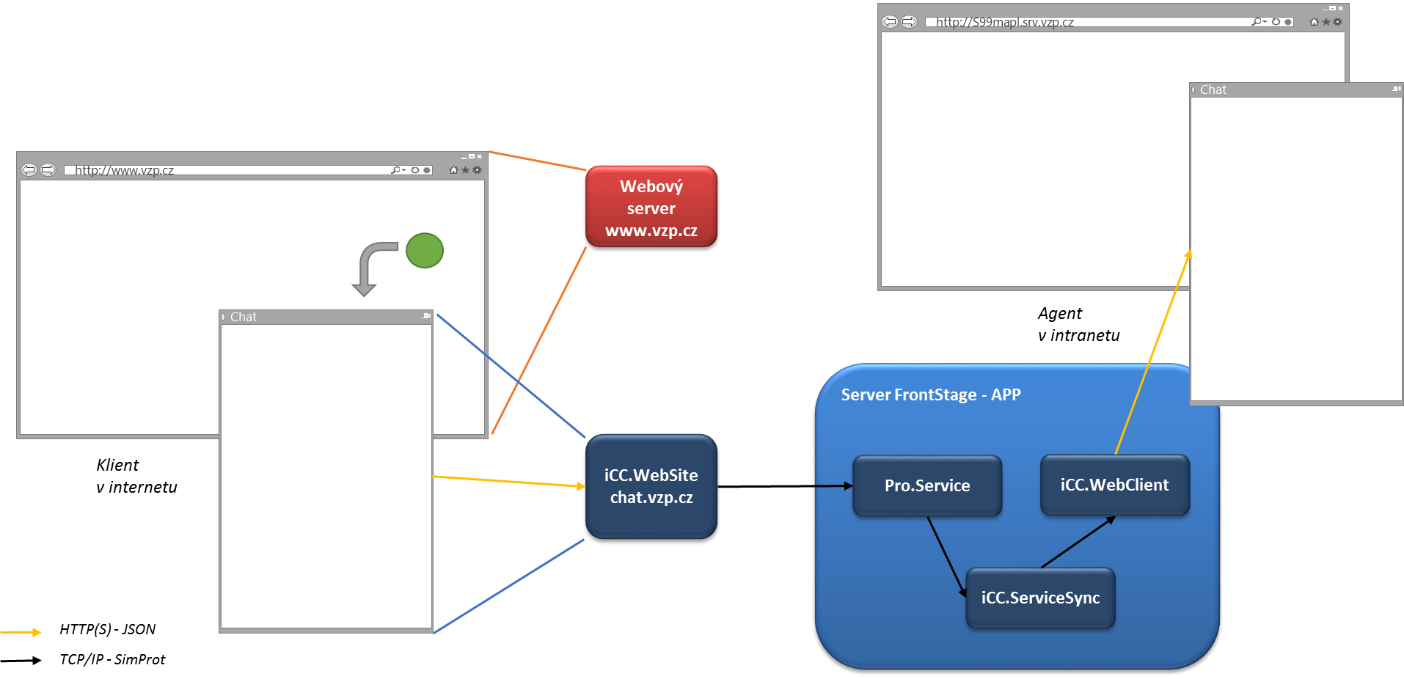 http://S99mapl.srv.vzp.cz
Chat
http://www.vzp.cz
Webový
server
www.vzp.cz
Chat
Agent
v intranetu
Server FrontStage - APP
Klient
v internetu
iCC.WebSite
chat.vzp.cz
Pro.Service
iCC.WebClient
iCC.ServiceSync
HTTP(S) - JSON
TCP/IP - SimProt